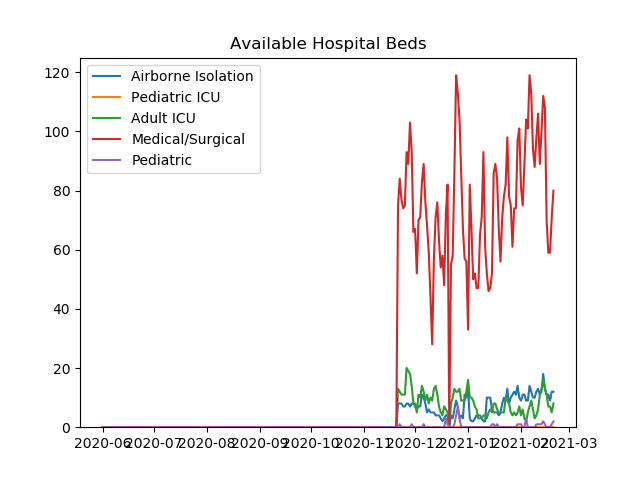 Available Hospital Beds
120
100
80
60
40
20
0
Airborne Isolation
Pediatric ICU
Adult ICU
Medical/Surgical
Pediatric
2020-06 2020-07 2020-08 2020-09 2020-10 2020-11 2020-12 2021-01 2021-02 2021-03